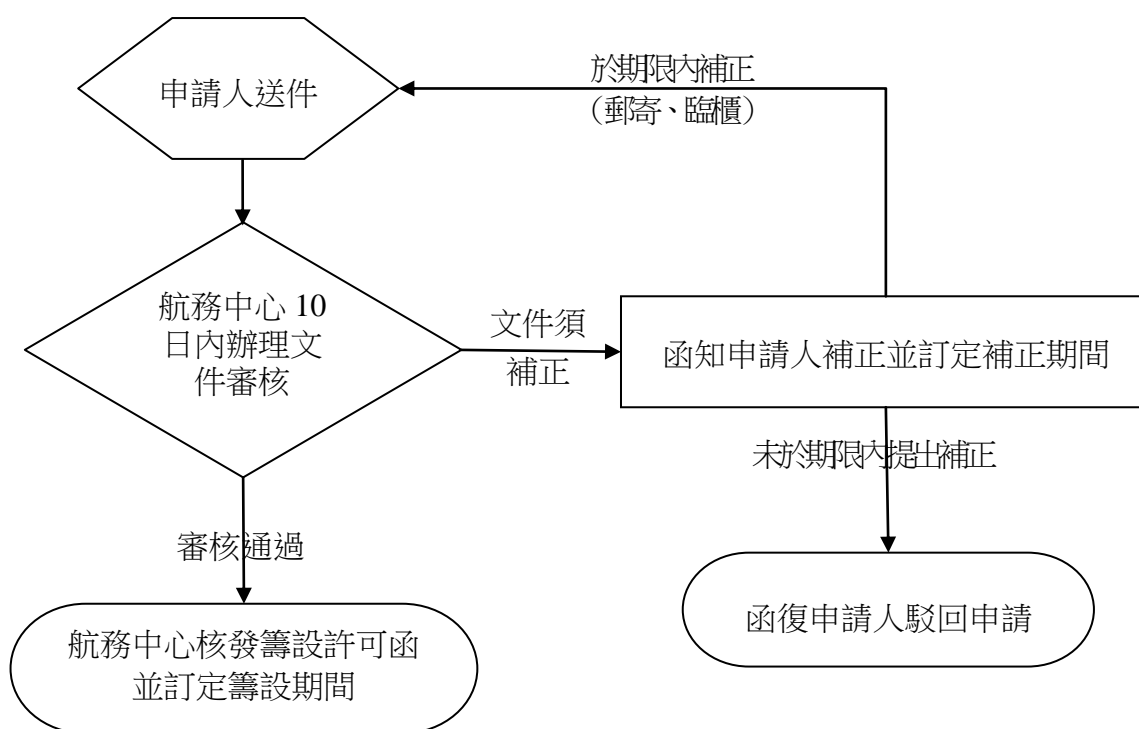 申請人送件
於期限內補正
（郵寄、臨櫃）
航務中心 10
日內辦理文
件審核
文件須
補正
函知申請人補正並訂定補正期間
未於期限內提出補正
審核通過
函復申請人駁回申請
航務中心核發籌設許可函
並訂定籌設期間